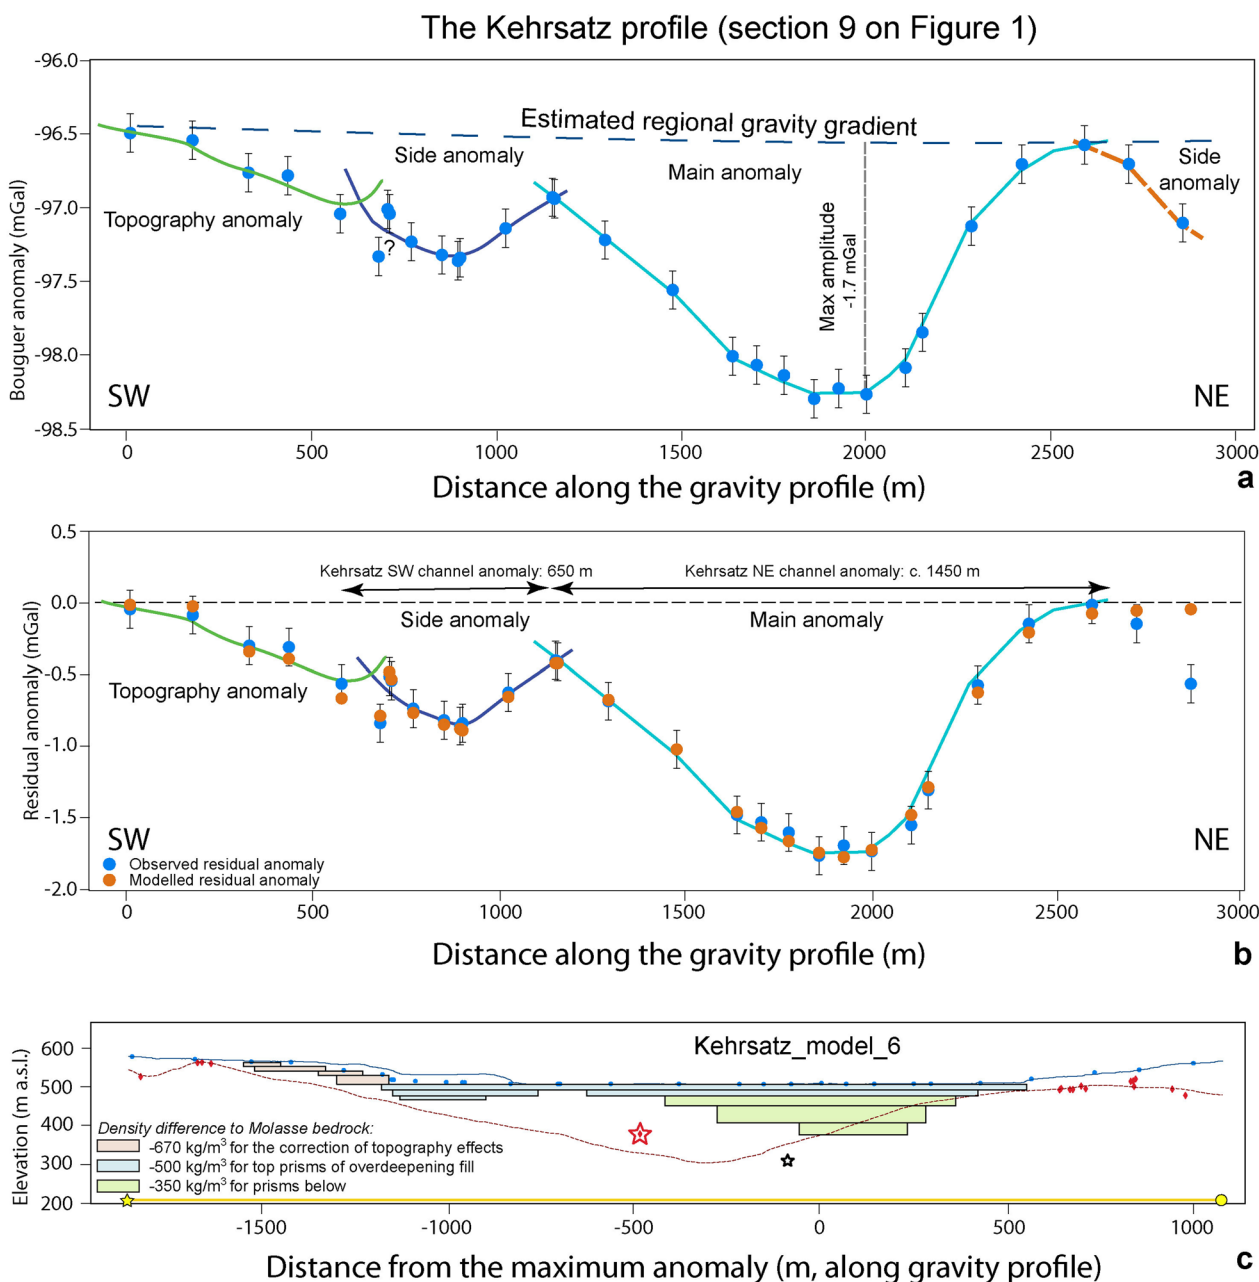 The Kehrsatz profile (section 9 on Figure 1)
-96.0
-96.5
-97.0
-97.5
-98.0
-98.5
Bouguer anomaly (mGal)
Estimated regional gravity gradient
Side anomaly
Main anomaly
Side
anomaly
Topography anomaly
?
Max amplitude
-1.7 mGal
SW
NE
0
500
1000
1500
2000
2500
3000
Distance along the gravity profile (m)
a
0.5
0.0
-0.5
-1.0
-1.5
-2.0
Residual anomaly (mGal)
Kehrsatz SW channel anomaly: 650 m
Kehrsatz NE channel anomaly: c. 1450 m
Side anomaly
Main anomaly
Topography anomaly
SW
NE
Observed residual anomaly
Modelled residual anomaly
0
500
1000
1500
2000
2500
3000
Distance along the gravity profile (m)
b
600
500
400
300
200
Elevation (m a.s.l.)
Kehrsatz_model_6
Density difference to Molasse bedrock:
-670 kg/m³ for the correction of topography effects
-500 kg/m³ for top prisms of overdeepening fill
-350 kg/m³ for prisms below
-1500
-1000
-500
0
500
1000
Distance from the maximum anomaly (m, along gravity profile)
c